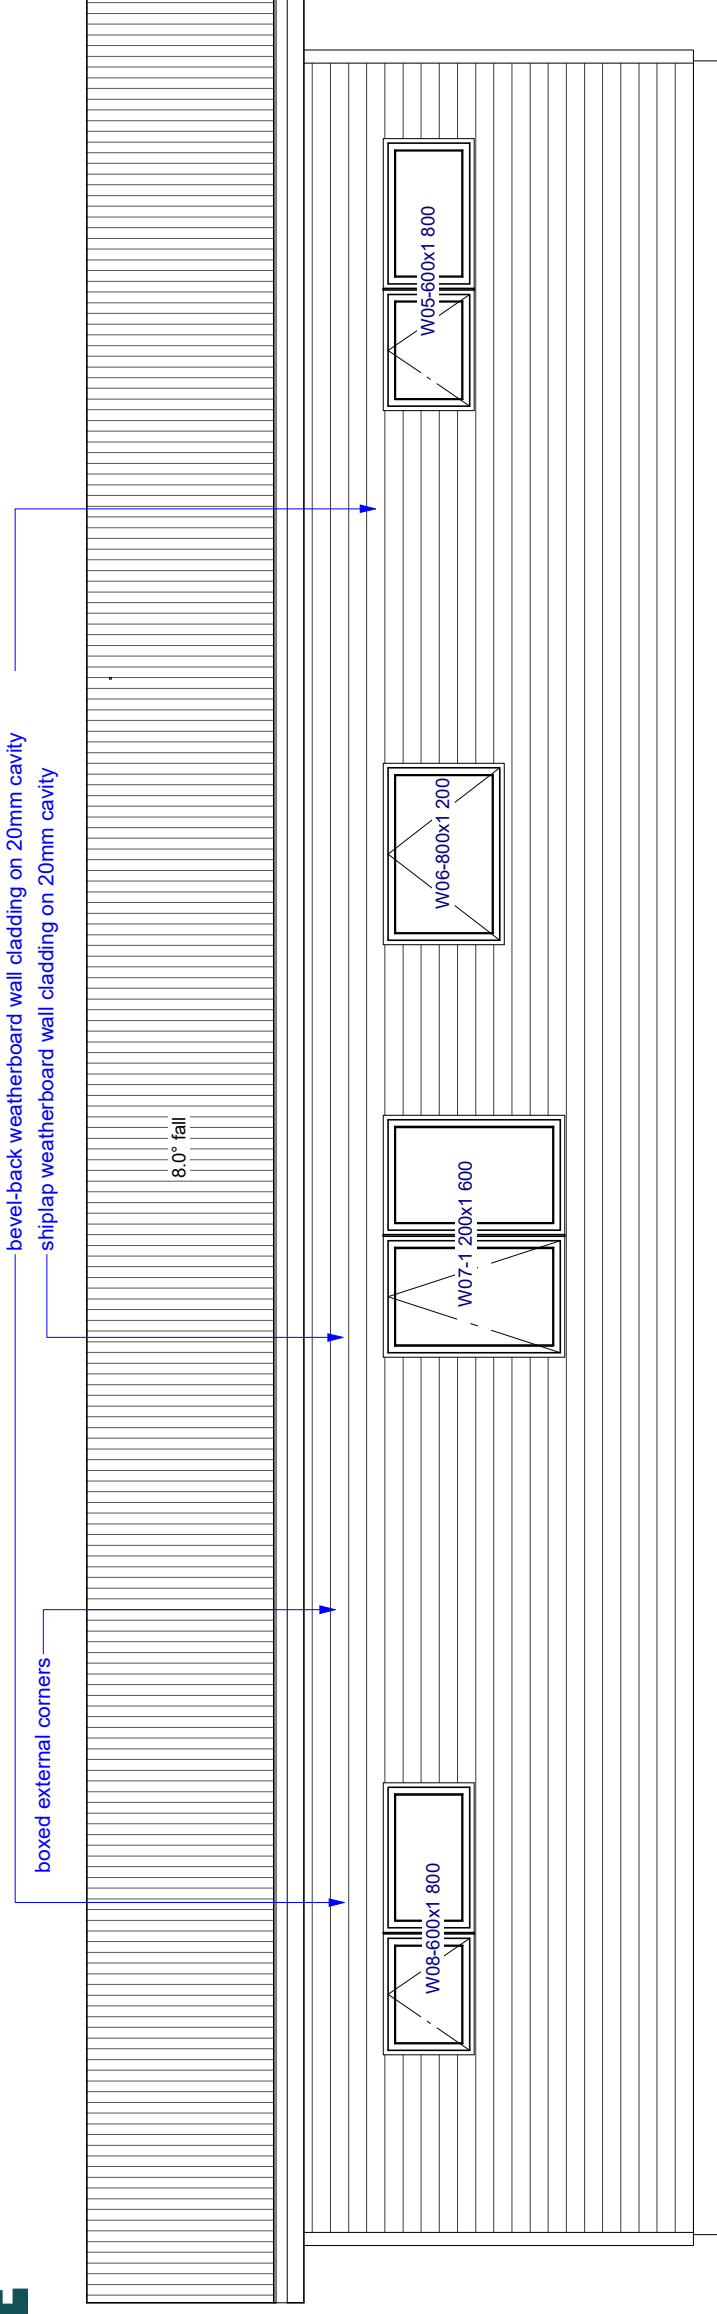 bevel-back weatherboard wall cladding on 20mm cavity
shiplap weatherboard wall cladding on 20mm cavity
boxed external corners
8.0° fall
W08-600x1 800
W07-1 200x1 600
W06-800x1 200
W05-600x1 800